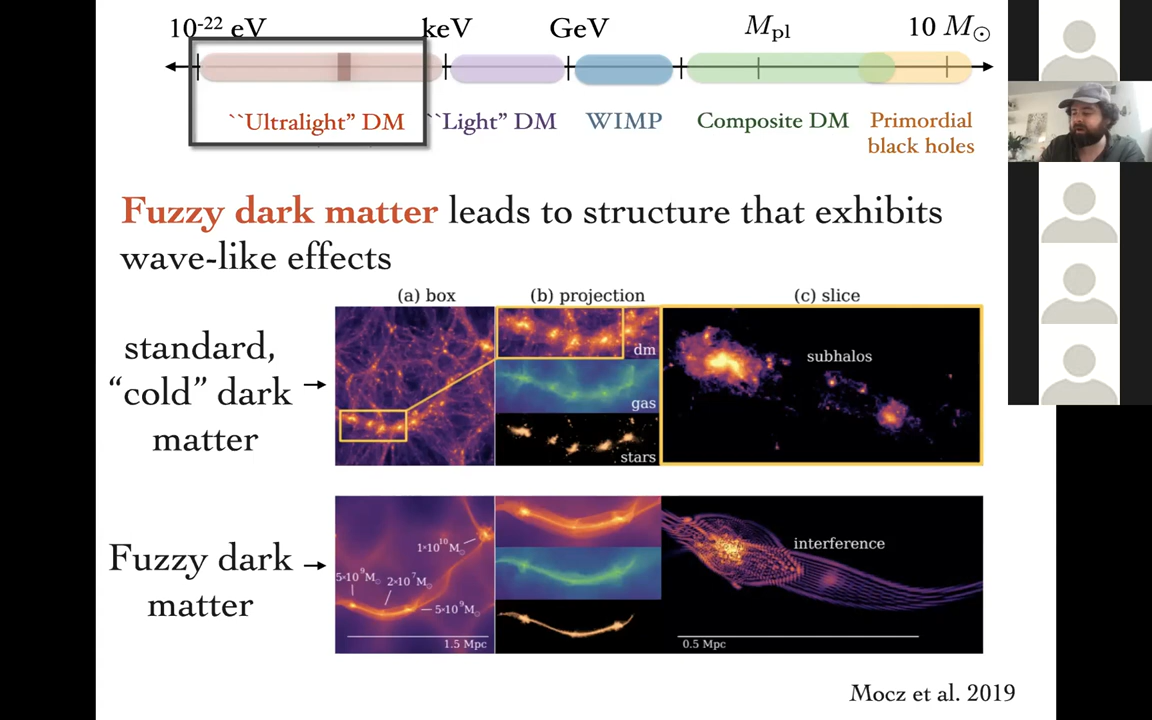 10-22 eV keV GeV Mpl 10 M⊙
``Ultralight” DM ``Light” DM WIMP Composite DM Primordial black holes
Fuzzy dark matter leads to structure that exhibits
wave-like effects
(a) box (b) projection (c) slice
standard,
“cold” dark
matter
dm
gas
stars
subhalos
Fuzzy dark
matter
1×10^10 M⊙
5×10^9 M⊙ 2×10^7 M⊙
5×10^9 M⊙
1.5 Mpc
interference
0.5 Mpc
Mocz et al. 2019